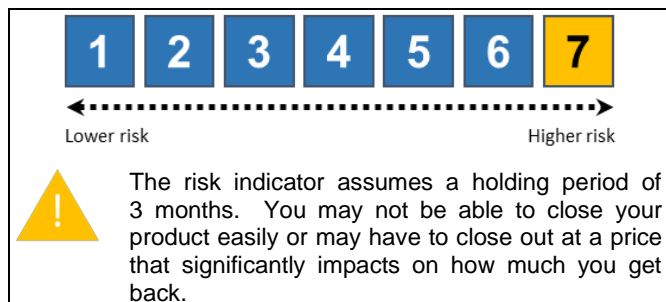 1 2 3 4 5 6 7
Lower risk Higher risk
!
The risk indicator assumes a holding period of
3 months. You may not be able to close your
product easily or may have to close out at a price
that significantly impacts on how much you get
back.